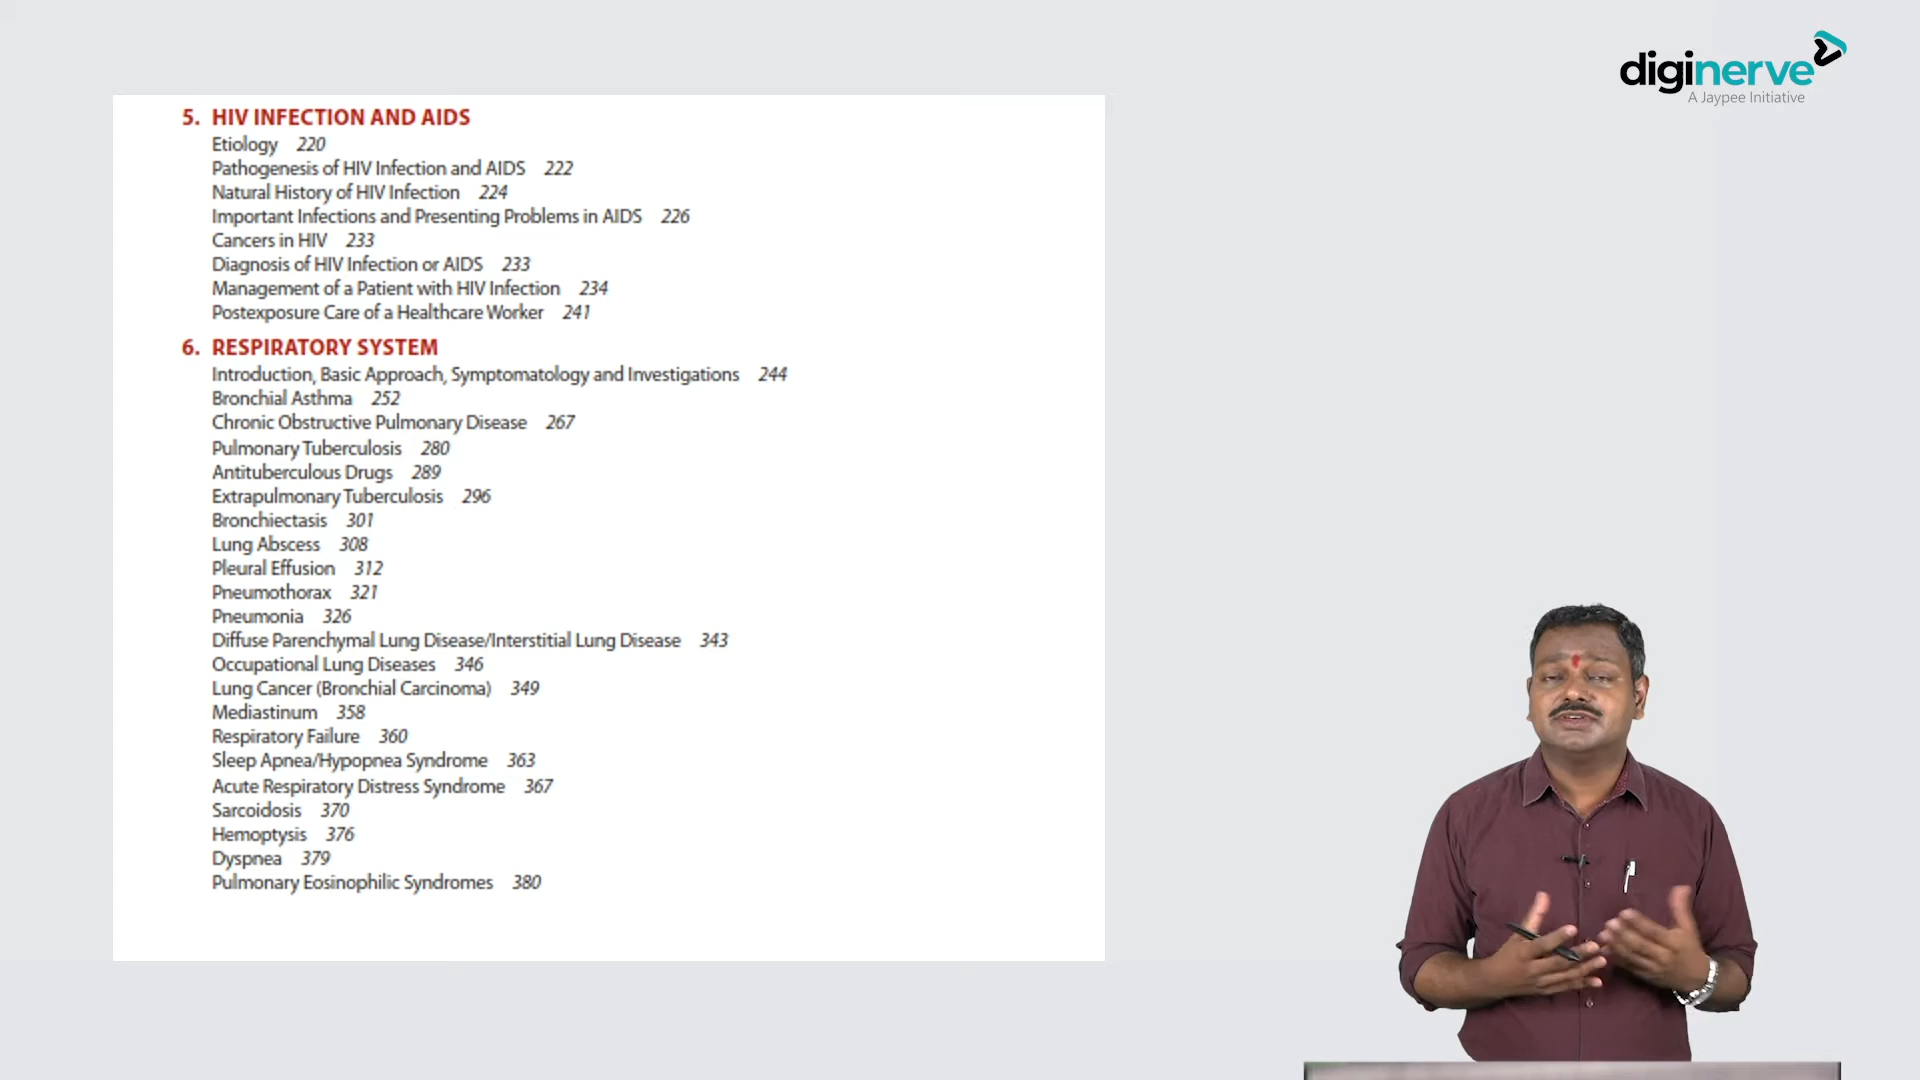 diginerve
A Jaypee Initiative
5. HIV INFECTION AND AIDS
Etiology 220
Pathogenesis of HIV Infection and AIDS 222
Natural History of HIV Infection 224
Important Infections and Presenting Problems in AIDS 226
Cancers in HIV 233
Diagnosis of HIV Infection or AIDS 233
Management of a Patient with HIV Infection 234
Postexposure Care of a Healthcare Worker 241
6. RESPIRATORY SYSTEM
Introduction, Basic Approach, Symptomatology and Investigations 244
Bronchial Asthma 252
Chronic Obstructive Pulmonary Disease 267
Pulmonary Tuberculosis 280
Antituberculous Drugs 289
Extrapulmonary Tuberculosis 296
Bronchiectasis 301
Lung Abscess 308
Pleural Effusion 312
Pneumothorax 321
Pneumonia 326
Diffuse Parenchymal Lung Disease/Interstitial Lung Disease 343
Occupational Lung Diseases 346
Lung Cancer (Bronchial Carcinoma) 349
Mediastinum 358
Respiratory Failure 360
Sleep Apnea/Hypopnea Syndrome 363
Acute Respiratory Distress Syndrome 367
Sarcoidosis 370
Hemoptysis 376
Dyspnea 379
Pulmonary Eosinophilic Syndromes 380